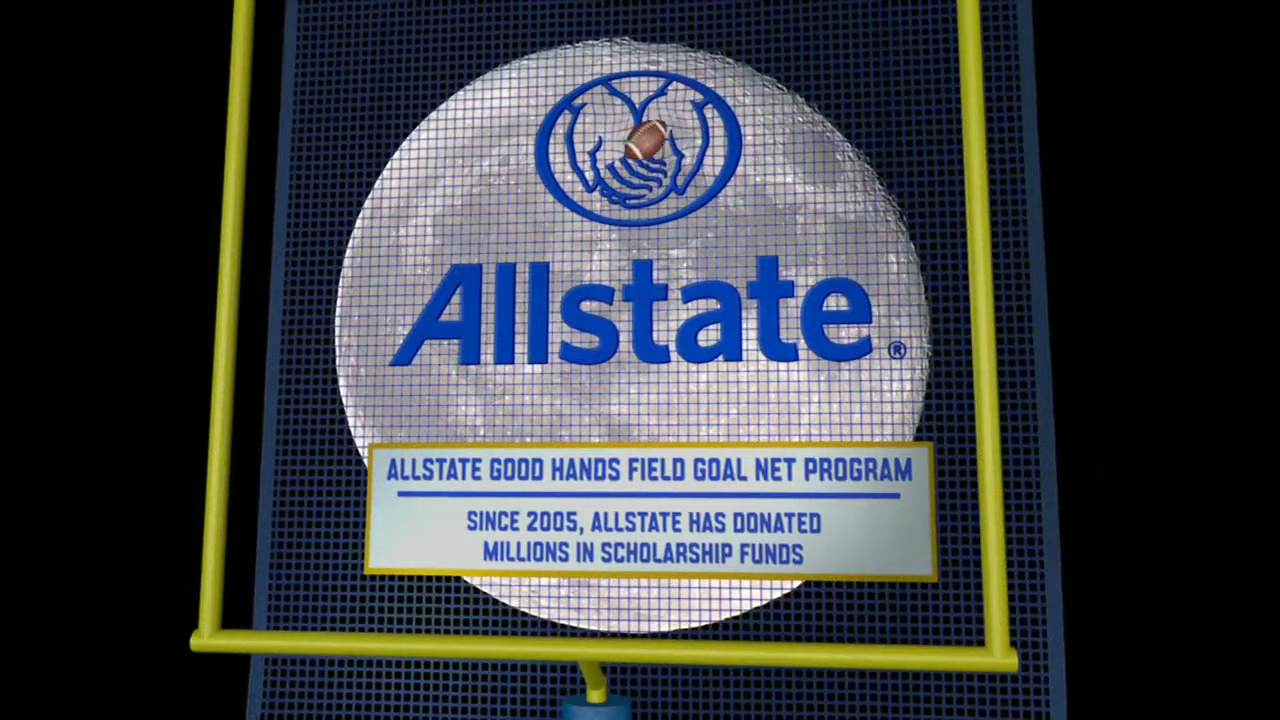 Allstate®
ALLSTATE GOOD HANDS FIELD GOAL NET PROGRAM
SINCE 2005, ALLSTATE HAS DONATED
MILLIONS IN SCHOLARSHIP FUNDS